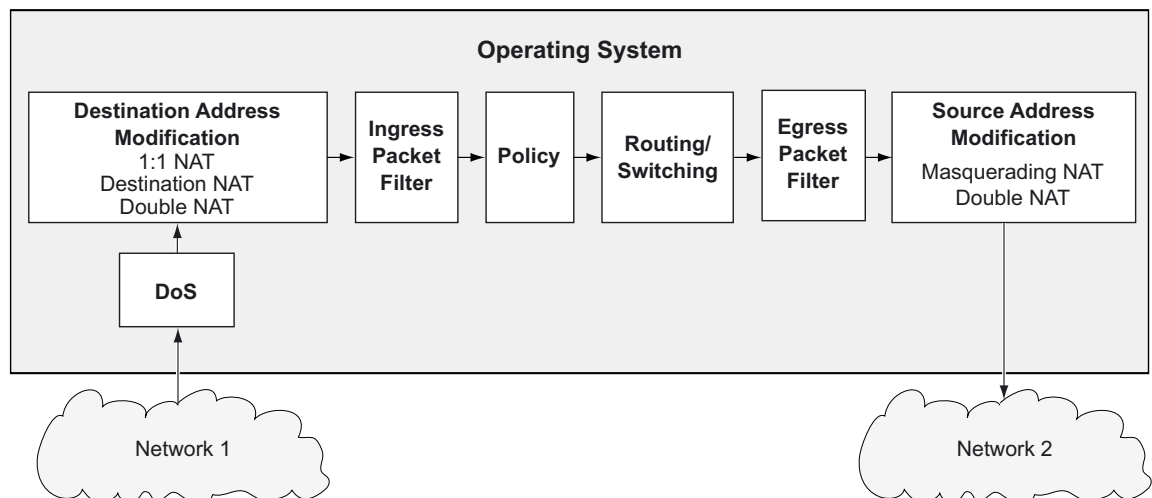 Operating System
Destination Address
Modification
1:1 NAT
Destination NAT
Double NAT
Ingress
Packet
Filter
Policy
Routing/
Switching
Egress
Packet
Filter
Source Address
Modification
Masquerading NAT
Double NAT
DoS
Network 1
Network 2